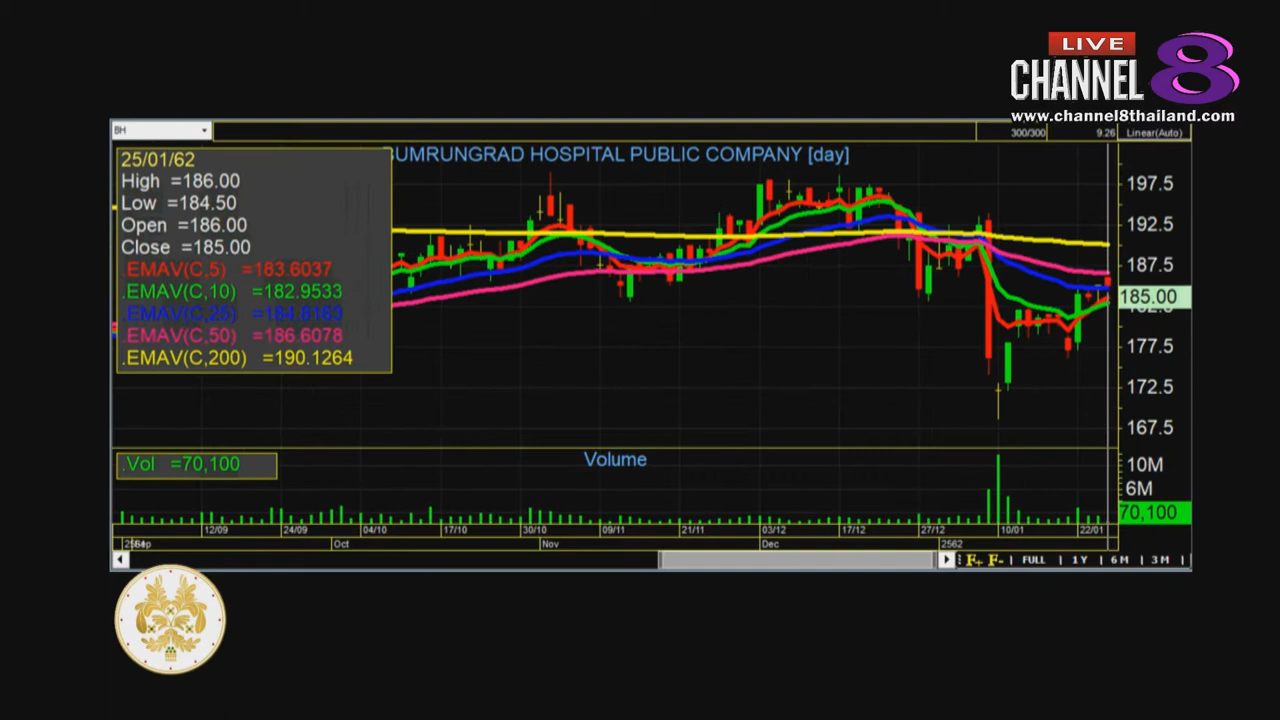 LIVE
CHANNEL 8
www.channel8thailand.com
BH
300/300 9.26 Linear(Auto)
25/01/62
High =186.00
Low =184.50
Open =186.00
Close =185.00
.EMAV(C,5) =183.6037
.EMAV(C,10) =182.9533
.EMAV(C,25) =184.8163
.EMAV(C,50) =186.6078
.EMAV(C,200) =190.1264
BUMRUNGRAD HOSPITAL PUBLIC COMPANY [day]
197.5
192.5
187.5
185.00
182.5
177.5
172.5
167.5
.Vol =70,100
Volume
10M
6M
70,100
12/09 24/09 04/10 17/10 30/10 09/11 21/11 03/12 17/12 27/12 10/01 22/01
Oct Nov Dec 2562
F+ F- FULL 1Y 6M 3M